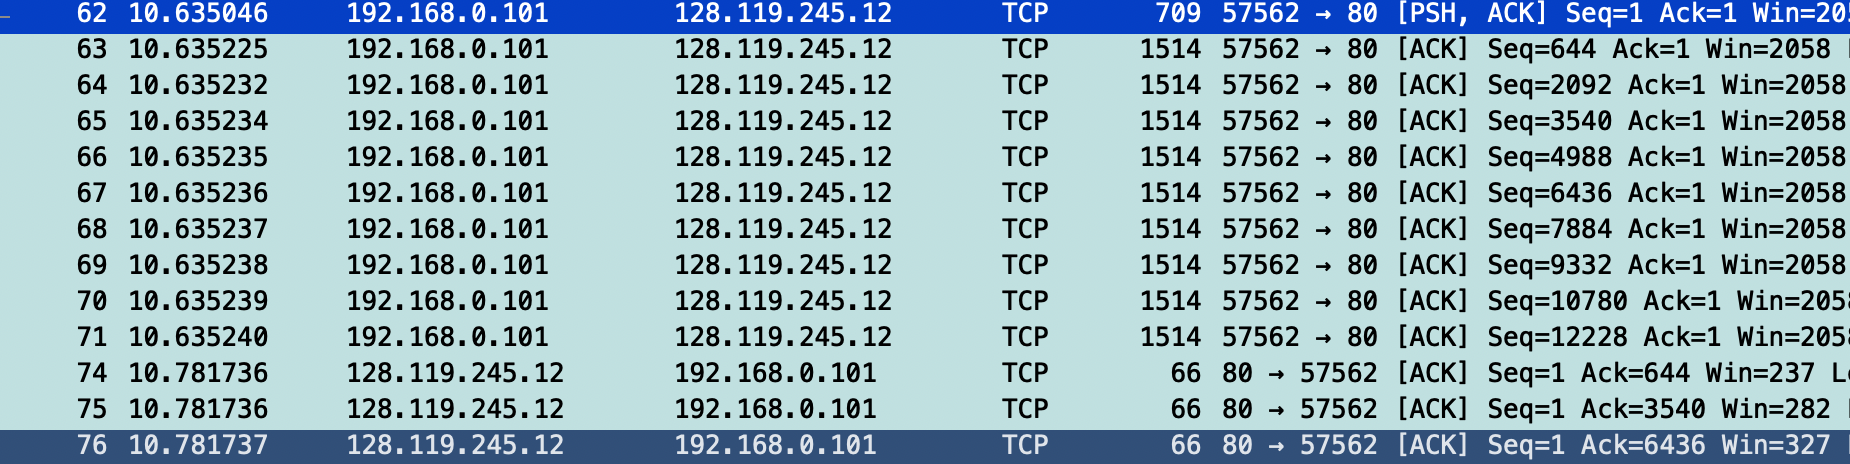 62 10.635046 192.168.0.101 128.119.245.12 TCP 709 57562 → 80 [PSH, ACK] Seq=1 Ack=1 Win=205
63 10.635225 192.168.0.101 128.119.245.12 TCP 1514 57562 → 80 [ACK] Seq=644 Ack=1 Win=2058
64 10.635232 192.168.0.101 128.119.245.12 TCP 1514 57562 → 80 [ACK] Seq=2092 Ack=1 Win=2058
65 10.635234 192.168.0.101 128.119.245.12 TCP 1514 57562 → 80 [ACK] Seq=3540 Ack=1 Win=2058
66 10.635235 192.168.0.101 128.119.245.12 TCP 1514 57562 → 80 [ACK] Seq=4988 Ack=1 Win=2058
67 10.635236 192.168.0.101 128.119.245.12 TCP 1514 57562 → 80 [ACK] Seq=6436 Ack=1 Win=2058
68 10.635237 192.168.0.101 128.119.245.12 TCP 1514 57562 → 80 [ACK] Seq=7884 Ack=1 Win=2058
69 10.635238 192.168.0.101 128.119.245.12 TCP 1514 57562 → 80 [ACK] Seq=9332 Ack=1 Win=2058
70 10.635239 192.168.0.101 128.119.245.12 TCP 1514 57562 → 80 [ACK] Seq=10780 Ack=1 Win=2058
71 10.635240 192.168.0.101 128.119.245.12 TCP 1514 57562 → 80 [ACK] Seq=12228 Ack=1 Win=2058
74 10.781736 128.119.245.12 192.168.0.101 TCP 66 80 → 57562 [ACK] Seq=1 Ack=644 Win=237 Le
75 10.781736 128.119.245.12 192.168.0.101 TCP 66 80 → 57562 [ACK] Seq=1 Ack=3540 Win=282
76 10.781737 128.119.245.12 192.168.0.101 TCP 66 80 → 57562 [ACK] Seq=1 Ack=6436 Win=327